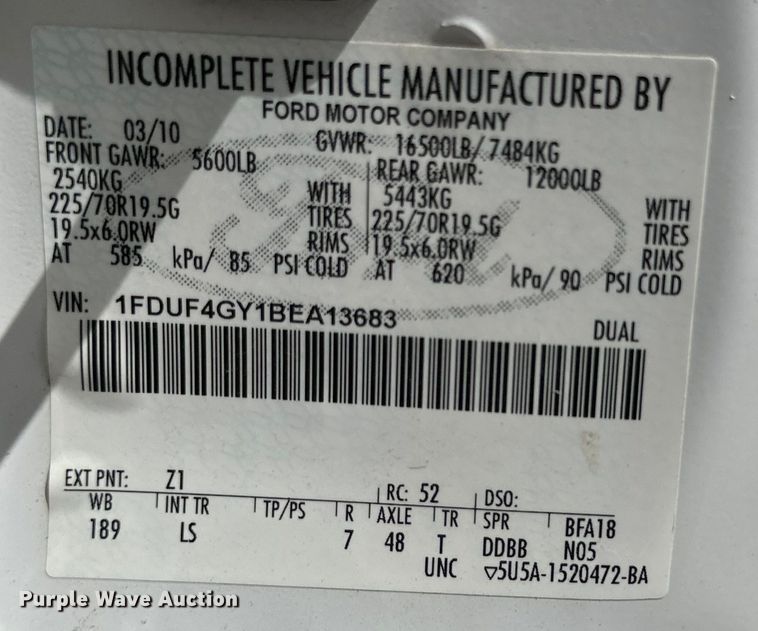 INCOMPLETE VEHICLE MANUFACTURED BY
FORD MOTOR COMPANY
DATE: 03/10 GVWR: 16500LB/ 7484KG
FRONT GAWR: 5600LB REAR GAWR: 12000LB
2540KG WITH 5443KG WITH
225/70R19.5G TIRES 225/70R19.5G TIRES
19.5x6.0RW RIMS 19.5x6.0RW RIMS
AT 585 kPa/ 85 PSI COLD AT 620 kPa/ 90 PSI COLD
VIN: 1FDUF4GY1BEA13683 DUAL
EXT PNT: Z1 RC: 52 DSO:
WB INT TR TP/PS R AXLE TR SPR BFA18
189 LS 7 48 T DDBB N05
UNC ▽5U5A-1520472-BA
Purple Wave Auction